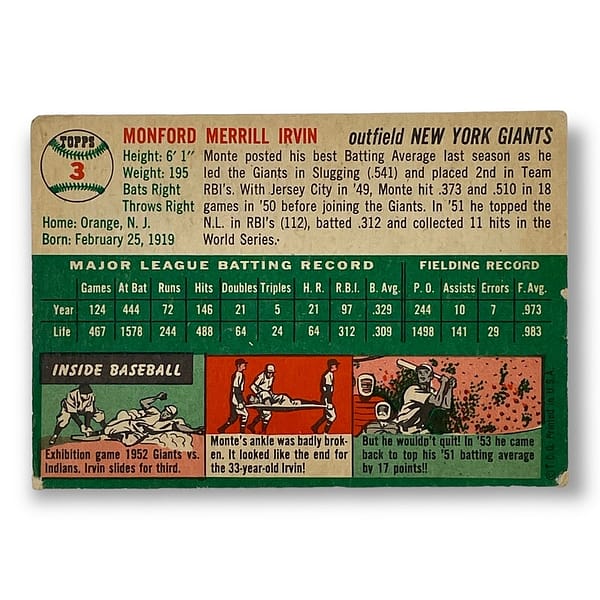 TOPPS
3
MONFORD MERRILL IRVIN
outfield NEW YORK GIANTS
Height: 6' 1"
Weight: 195
Bats Right
Throws Right
Home: Orange, N. J.
Born: February 25, 1919
Monte posted his best Batting Average last season as he
led the Giants in Slugging (.541) and placed 2nd in Team
RBI's. With Jersey City in '49, Monte hit .373 and .510 in 18
games in '50 before joining the Giants. In '51 he topped the
N.L. in RBI's (112), batted .312 and collected 11 hits in the
World Series.
MAJOR LEAGUE BATTING RECORD FIELDING RECORD
Games At Bat Runs Hits Doubles Triples H. R. R.B.I. B. Avg. P. O. Assists Errors F. Avg.
Year 124 444 72 146 21 5 21 97 .329 244 10 7 .973
Life 467 1578 244 488 64 24 64 312 .309 1498 141 29 .983
INSIDE BASEBALL
Exhibition game 1952 Giants vs.
Indians. Irvin slides for third.
Monte's ankle was badly brok-
en. It looked like the end for
the 33-year-old Irvin!
But he wouldn't quit! In '53 he came
back to top his '51 batting average
by 17 points!!
© T.C.G. Printed in U.S.A.